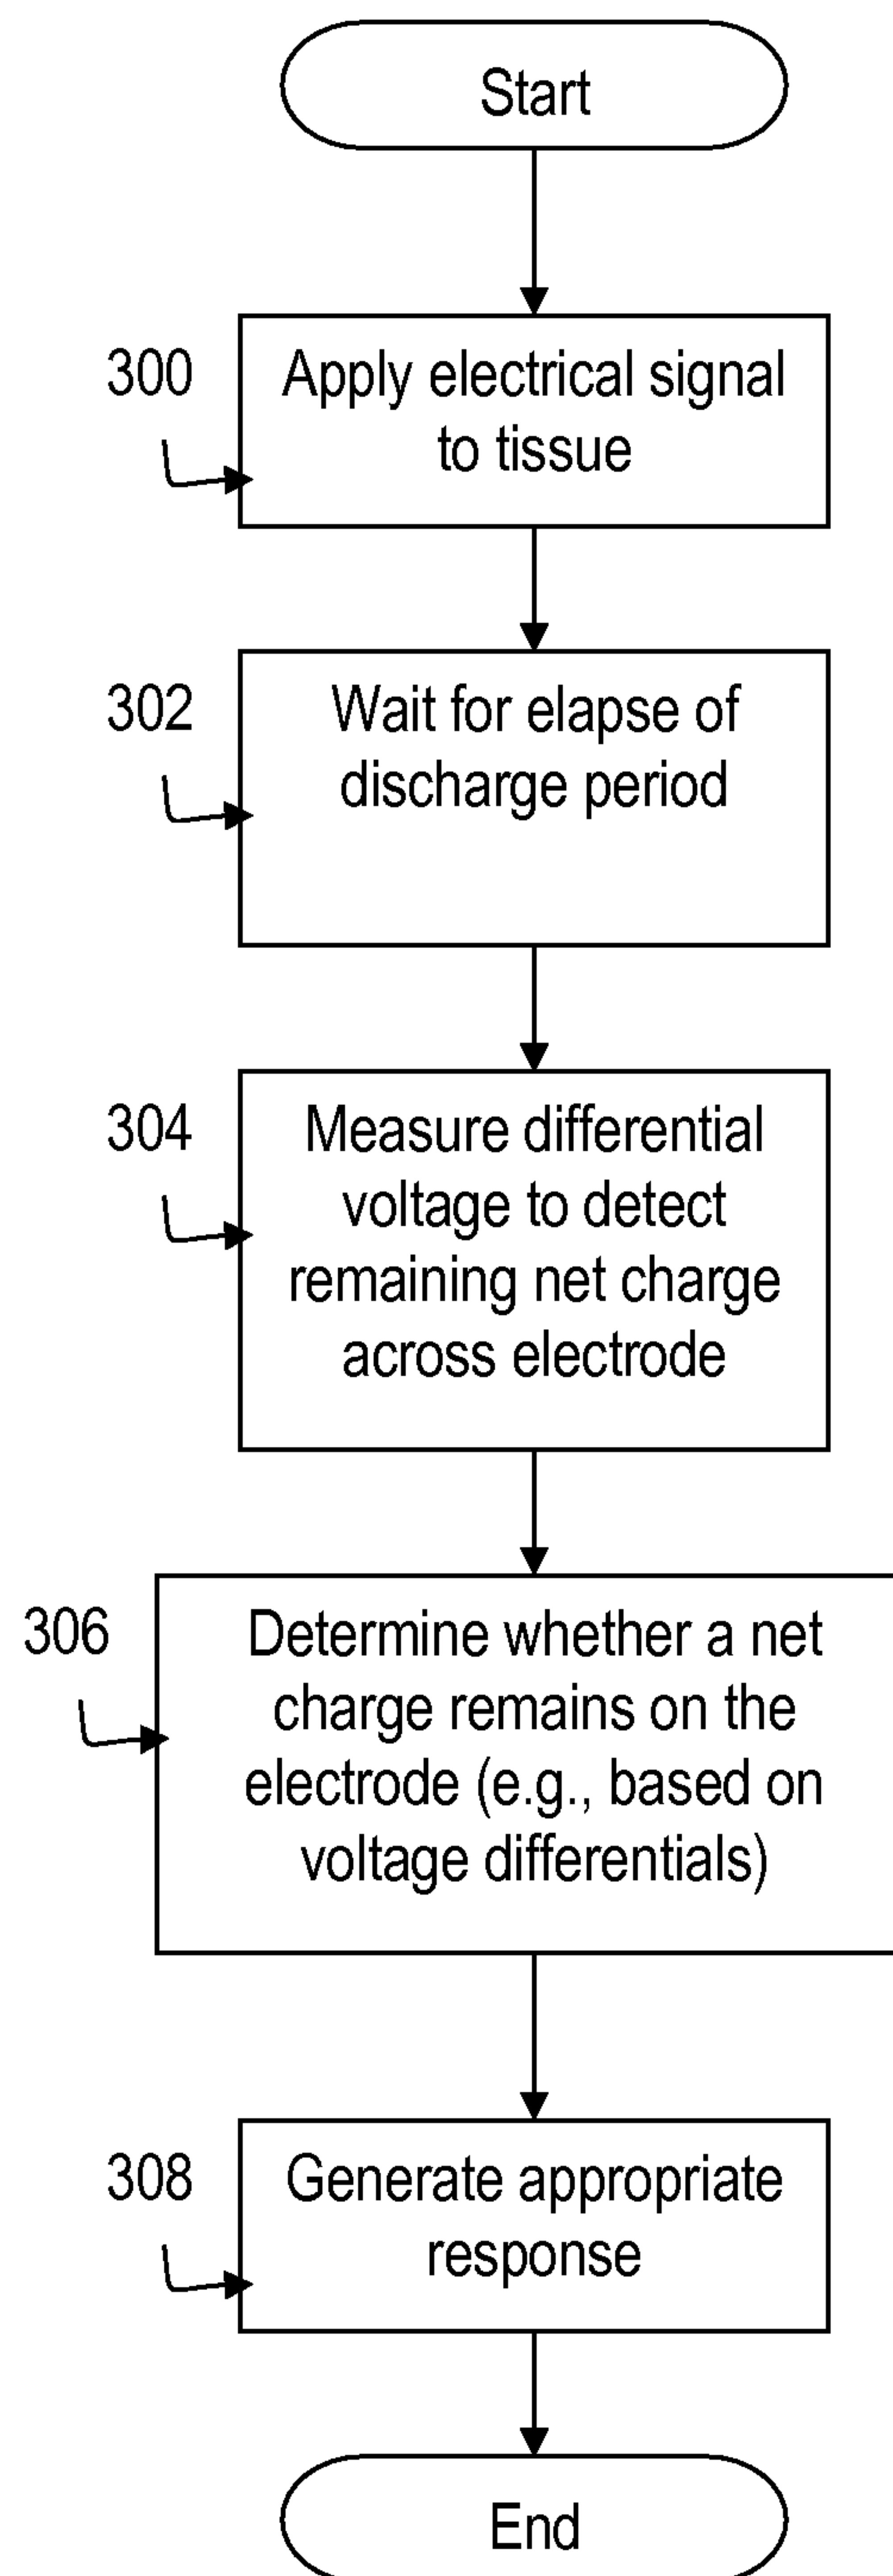 Start
300
Apply electrical signal
to tissue
302
Wait for elapse of
discharge period
304
Measure differential
voltage to detect
remaining net charge
across electrode
306
Determine whether a net
charge remains on the
electrode (e.g., based on
voltage differentials)
308
Generate appropriate
response
End